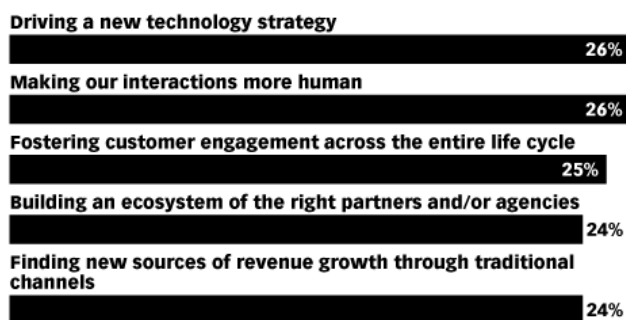 Driving a new technology strategy
26%
Making our interactions more human
26%
Fostering customer engagement across the entire life cycle
25%
Building an ecosystem of the right partners and/or agencies
24%
Finding new sources of revenue growth through traditional
channels
24%